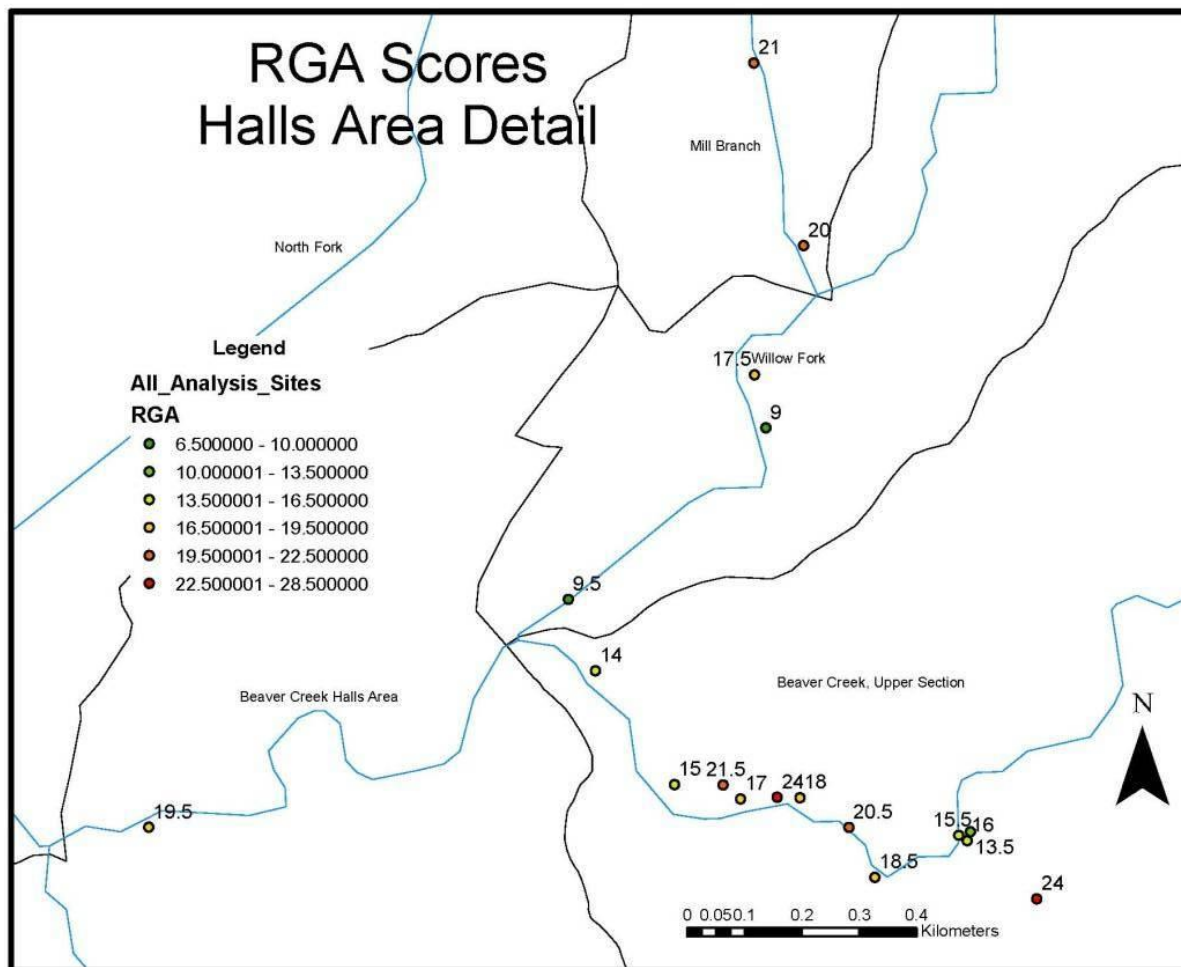 RGA Scores
Halls Area Detail
21
Mill Branch
20
North Fork
17.5
Willow Fork
9
Legend
All_Analysis_Sites
RGA
6.500000 - 10.000000
10.000001 - 13.500000
13.500001 - 16.500000
16.500001 - 19.500000
19.500001 - 22.500000
22.500001 - 28.500000
9.5
14
Beaver Creek Halls Area
Beaver Creek, Upper Section
N
15 21.5 17 24 18
19.5
20.5
15.5 16
13.5
18.5
24
0 0.05 0.1 0.2 0.3 0.4
Kilometers